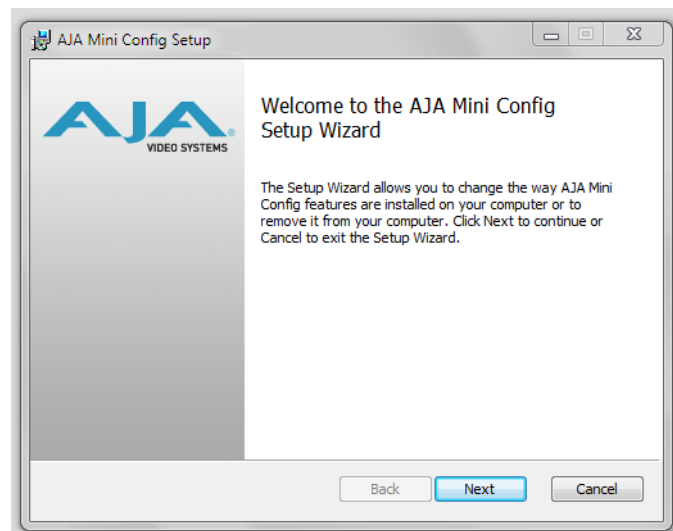 AJA Mini Config Setup
AJA
VIDEO SYSTEMS
Welcome to the AJA Mini Config
Setup Wizard
The Setup Wizard allows you to change the way AJA Mini
Config features are installed on your computer or to
remove it from your computer. Click Next to continue or
Cancel to exit the Setup Wizard.
Back
Next
Cancel